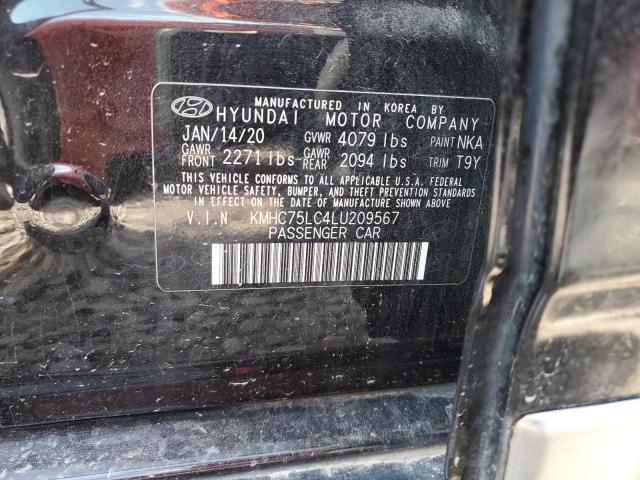 MANUFACTURED IN KOREA BY
HYUNDAI MOTOR COMPANY
JAN/14/20 GVWR 4079 lbs PAINT NKA
GAWR FRONT 2271 lbs GAWR REAR 2094 lbs TRIM T9Y
THIS VEHICLE CONFORMS TO ALL APPLICABLE U.S.A. FEDERAL
MOTOR VEHICLE SAFETY, BUMPER, AND THEFT PREVENTION STANDARDS
IN EFFECT ON THE DATE OF MANUFACTURE SHOWN ABOVE.
V.I.N KMHC75LC4LU209567
PASSENGER CAR